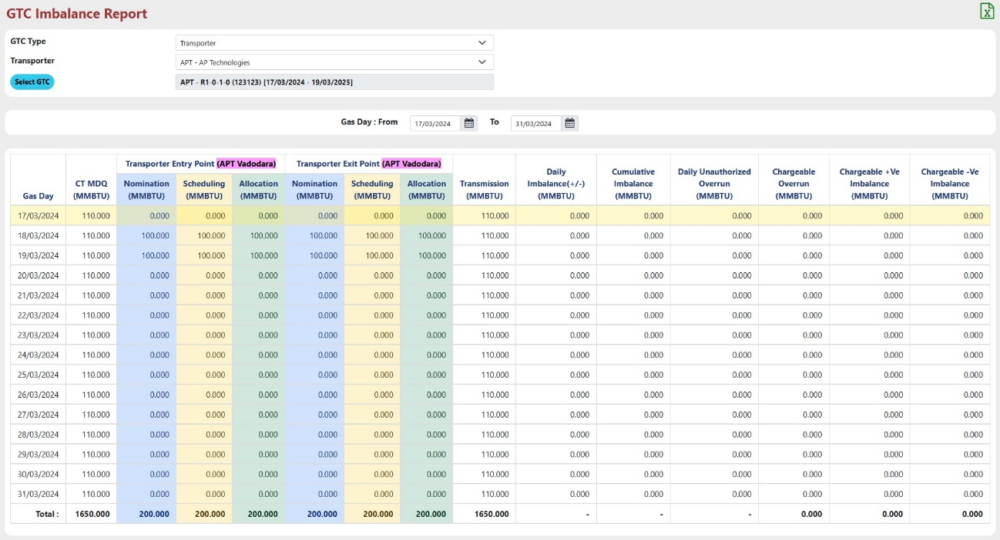 GTC Imbalance Report
GTC Type
Transporter
Transporter
APT - AP Technologies
Select GTC
APT - R1-0-1-0 (123123) [17/03/2024 - 19/03/2025]
Gas Day : From 17/03/2024 To 31/03/2024
Transporter Entry Point (APT Vadodara) Transporter Exit Point (APT Vadodara)
Gas Day
CT MDQ
(MMBTU)
Nomination
(MMBTU)
Scheduling
(MMBTU)
Allocation
(MMBTU)
Nomination
(MMBTU)
Scheduling
(MMBTU)
Allocation
(MMBTU)
Transmission
(MMBTU)
Daily
Imbalance(+/-)
(MMBTU)
Cumulative
Imbalance
(MMBTU)
Daily Unauthorized
Overrun
(MMBTU)
Chargeable
Overrun
(MMBTU)
Chargeable +Ve
Imbalance
(MMBTU)
Chargeable -Ve
Imbalance
(MMBTU)
17/03/2024 110.000 0.000 0.000 0.000 0.000 0.000 0.000 110.000 0.000 0.000 0.000 0.000 0.000 0.000
18/03/2024 110.000 100.000 100.000 100.000 100.000 100.000 100.000 110.000 0.000 0.000 0.000 0.000 0.000 0.000
19/03/2024 110.000 100.000 100.000 100.000 100.000 100.000 100.000 110.000 0.000 0.000 0.000 0.000 0.000 0.000
20/03/2024 110.000 0.000 0.000 0.000 0.000 0.000 0.000 110.000 0.000 0.000 0.000 0.000 0.000 0.000
21/03/2024 110.000 0.000 0.000 0.000 0.000 0.000 0.000 110.000 0.000 0.000 0.000 0.000 0.000 0.000
22/03/2024 110.000 0.000 0.000 0.000 0.000 0.000 0.000 110.000 0.000 0.000 0.000 0.000 0.000 0.000
23/03/2024 110.000 0.000 0.000 0.000 0.000 0.000 0.000 110.000 0.000 0.000 0.000 0.000 0.000 0.000
24/03/2024 110.000 0.000 0.000 0.000 0.000 0.000 0.000 110.000 0.000 0.000 0.000 0.000 0.000 0.000
25/03/2024 110.000 0.000 0.000 0.000 0.000 0.000 0.000 110.000 0.000 0.000 0.000 0.000 0.000 0.000
26/03/2024 110.000 0.000 0.000 0.000 0.000 0.000 0.000 110.000 0.000 0.000 0.000 0.000 0.000 0.000
27/03/2024 110.000 0.000 0.000 0.000 0.000 0.000 0.000 110.000 0.000 0.000 0.000 0.000 0.000 0.000
28/03/2024 110.000 0.000 0.000 0.000 0.000 0.000 0.000 110.000 0.000 0.000 0.000 0.000 0.000 0.000
29/03/2024 110.000 0.000 0.000 0.000 0.000 0.000 0.000 110.000 0.000 0.000 0.000 0.000 0.000 0.000
30/03/2024 110.000 0.000 0.000 0.000 0.000 0.000 0.000 110.000 0.000 0.000 0.000 0.000 0.000 0.000
31/03/2024 110.000 0.000 0.000 0.000 0.000 0.000 0.000 110.000 0.000 0.000 0.000 0.000 0.000 0.000
Total : 1650.000 200.000 200.000 200.000 200.000 200.000 200.000 1650.000 - - - 0.000 0.000 0.000